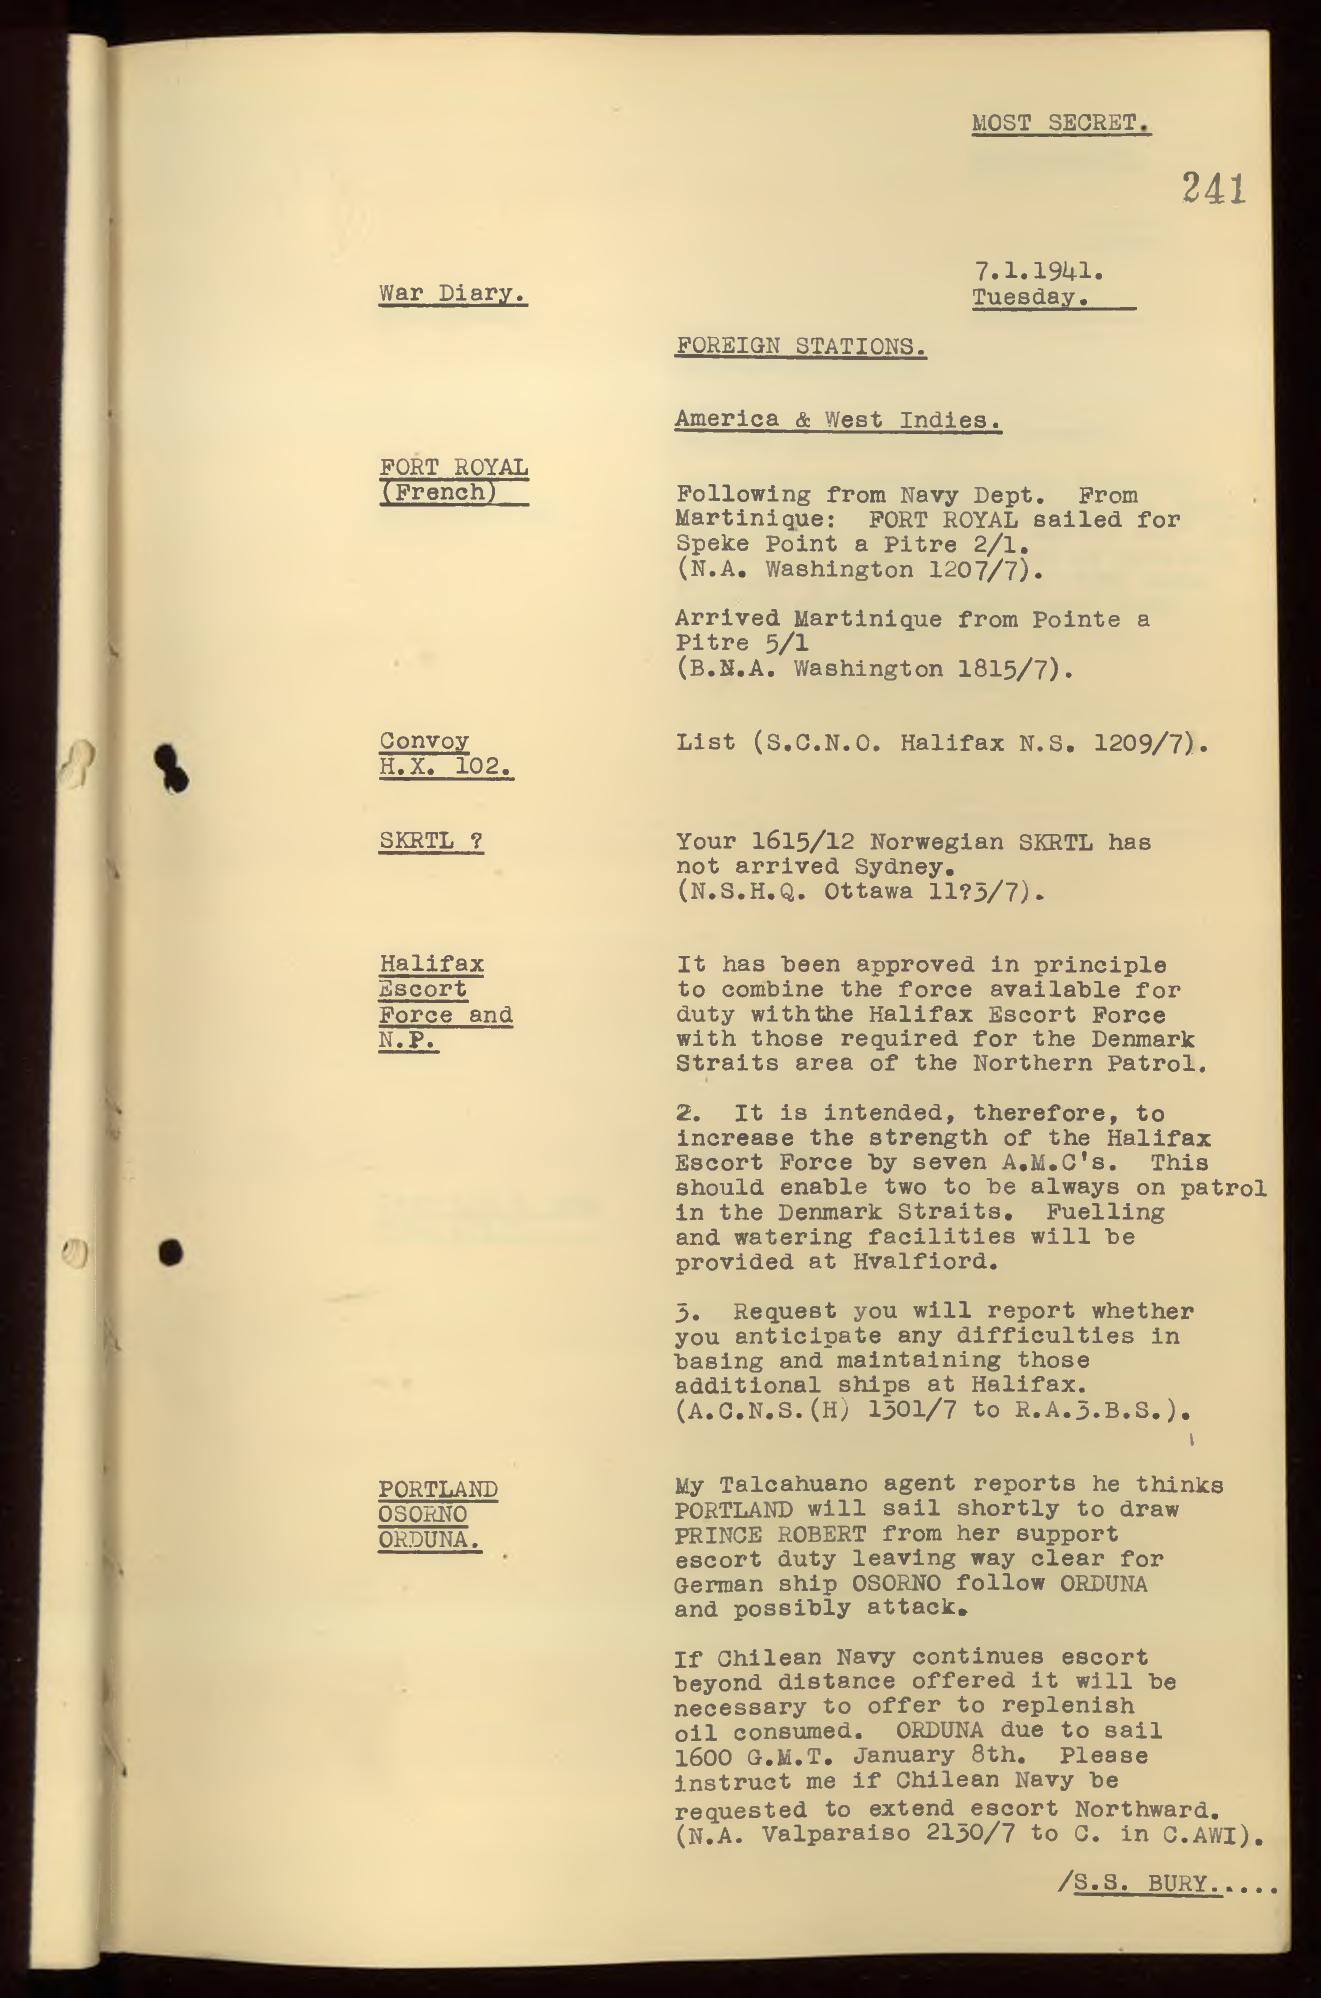 MOST SECRET.
241
7.1.1941.
War Diary.
Tuesday.
FOREIGN STATIONS.
America & West Indies.
FORT ROYAL
(French)
Following from Navy Dept. From
Martinique: FORT ROYAL sailed for
Speke Point a Pitre 2/1.
(N.A. Washington 1207/7).
Arrived Martinique from Pointe a
Pitre 5/1
(B.N.A. Washington 1815/7).
Convoy
H.X. 102.
List (S.C.N.O. Halifax N.S. 1209/7).
SKRTL ?
Your 1615/12 Norwegian SKRTL has
not arrived Sydney.
(N.S.H.Q. Ottawa 11?3/7).
Halifax
Escort
Force and
N.P.
It has been approved in principle
to combine the force available for
duty withthe Halifax Escort Force
with those required for the Denmark
Straits area of the Northern Patrol.
2. It is intended, therefore, to
increase the strength of the Halifax
Escort Force by seven A.M.C's. This
should enable two to be always on patrol
in the Denmark Straits. Fuelling
and watering facilities will be
provided at Hvalfiord.
3. Request you will report whether
you anticipate any difficulties in
basing and maintaining those
additional ships at Halifax.
(A.C.N.S.(H) 1301/7 to R.A.3.B.S.).
PORTLAND
OSORNO
ORDUNA.
My Talcahuano agent reports he thinks
PORTLAND will sail shortly to draw
PRINCE ROBERT from her support
escort duty leaving way clear for
German ship OSORNO follow ORDUNA
and possibly attack.
If Chilean Navy continues escort
beyond distance offered it will be
necessary to offer to replenish
oil consumed. ORDUNA due to sail
1600 G.M.T. January 8th. Please
instruct me if Chilean Navy be
requested to extend escort Northward.
(N.A. Valparaiso 2130/7 to C. in C.AWI).
/S.S. BURY.....